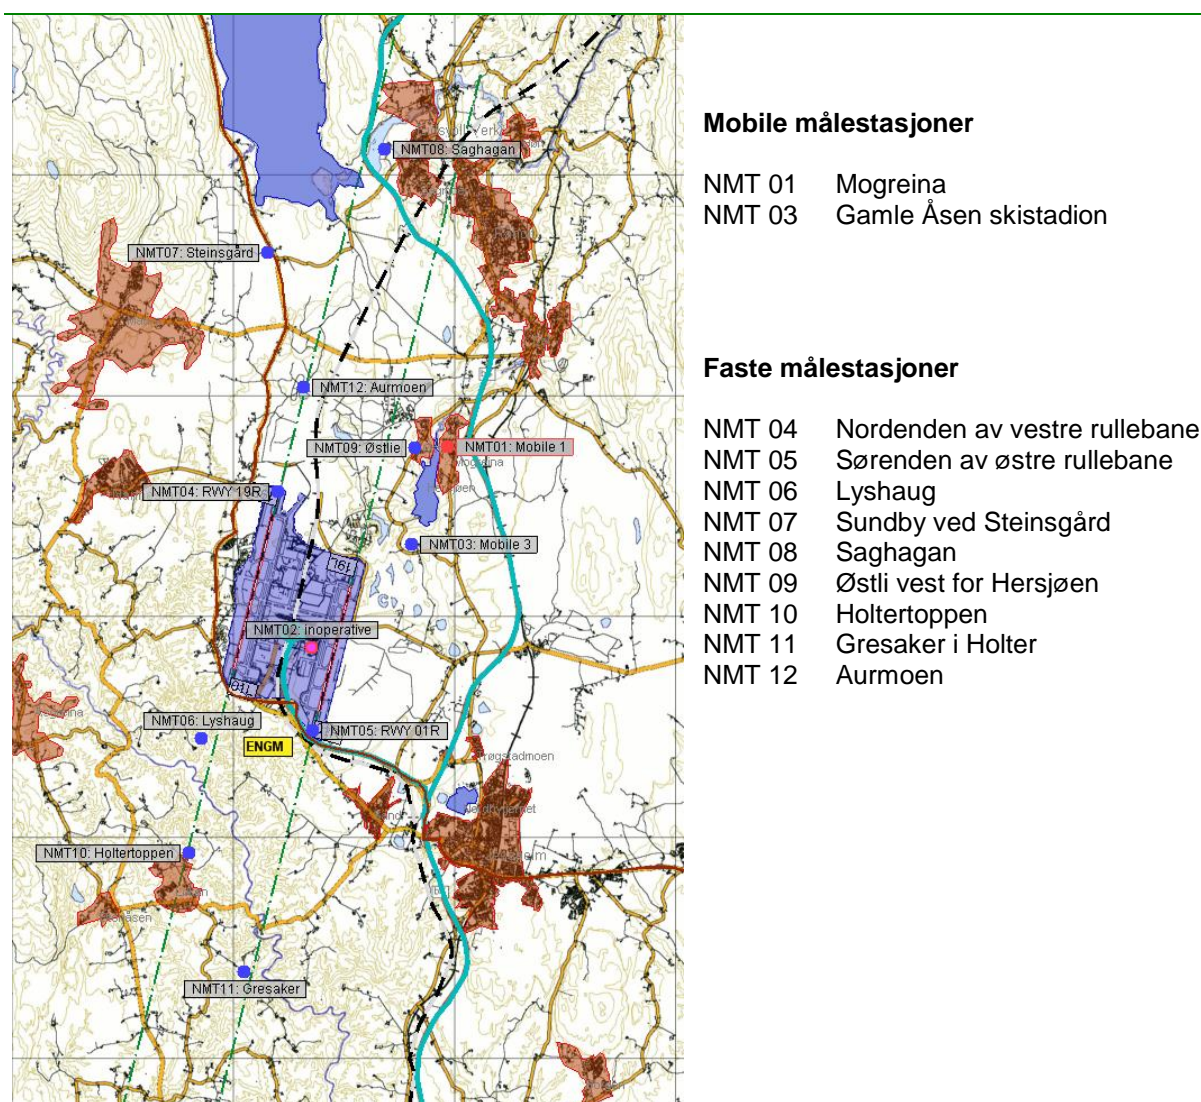 NMT08: Saghagan
NMT07: Steinsgård
NMT12: Aurmoen
NMT09: Østlie
NMT01: Mobile 1
Mogreina
NMT04: RWY 19R
NMT03: Mobile 3
19L
NMT02: inoperative
NMT06: Lyshaug
NMT05: RWY 01R
ENGM
NMT10: Holtertoppen
NMT11: Gresaker
Mobile målestasjoner
NMT 01 Mogreina
NMT 03 Gamle Åsen skistadion
Faste målestasjoner
NMT 04 Nordenden av vestre rullebane
NMT 05 Sørenden av østre rullebane
NMT 06 Lyshaug
NMT 07 Sundby ved Steinsgård
NMT 08 Saghagan
NMT 09 Østli vest for Hersjøen
NMT 10 Holtertoppen
NMT 11 Gresaker i Holter
NMT 12 Aurmoen